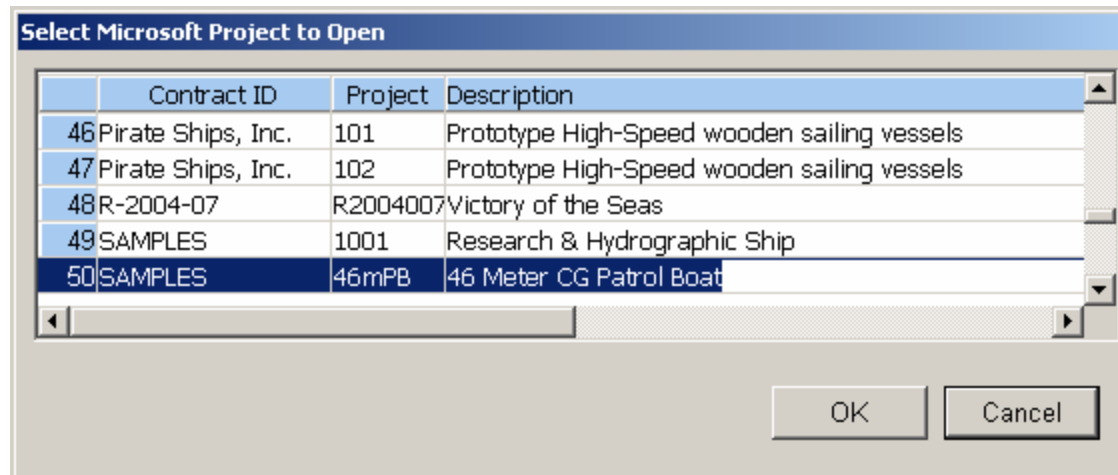 Select Microsoft Project to Open
Contract ID Project Description
46 Pirate Ships, Inc. 101 Prototype High-Speed wooden sailing vessels
47 Pirate Ships, Inc. 102 Prototype High-Speed wooden sailing vessels
48 R-2004-07 R2004007 Victory of the Seas
49 SAMPLES 1001 Research & Hydrographic Ship
50 SAMPLES 46mPB 46 Meter CG Patrol Boat
OK Cancel